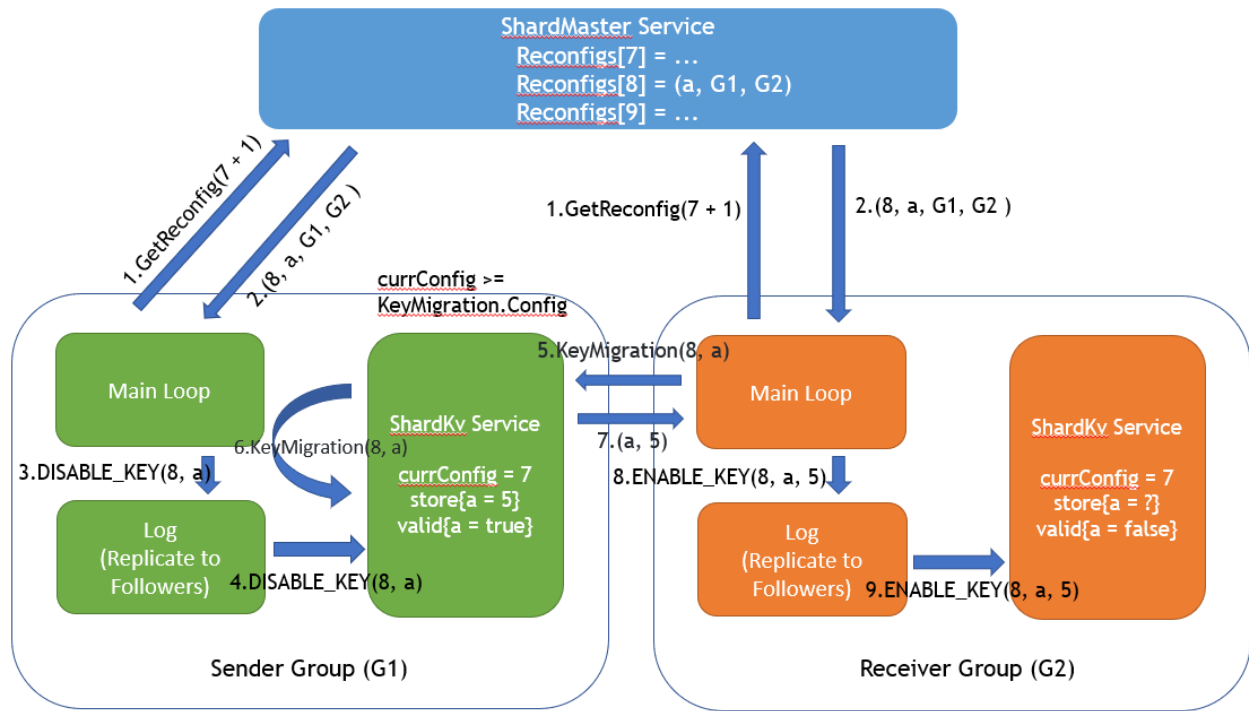 ShardMaster Service
Reconfigs[7] = ...
Reconfigs[8] = (a, G1, G2)
Reconfigs[9] = ...
1.GetReconfig(7 + 1)
2.(8, a, G1, G2 )
1.GetReconfig(7 + 1)
2.(8, a, G1, G2 )
currConfig >=
KeyMigration.Config
Main Loop
3.DISABLE_KEY(8, a)
Log
(Replicate to
Followers)
4.DISABLE_KEY(8, a)
6.KeyMigration(8, a)
ShardKv Service
currConfig = 7
store{a = 5}
valid{a = true}
Sender Group (G1)
5.KeyMigration(8, a)
7.(a, 5)
Main Loop
8.ENABLE_KEY(8, a, 5)
Log
(Replicate to
Followers)
9.ENABLE_KEY(8, a, 5)
ShardKv Service
currConfig = 7
store{a = ?}
valid{a = false}
Receiver Group (G2)